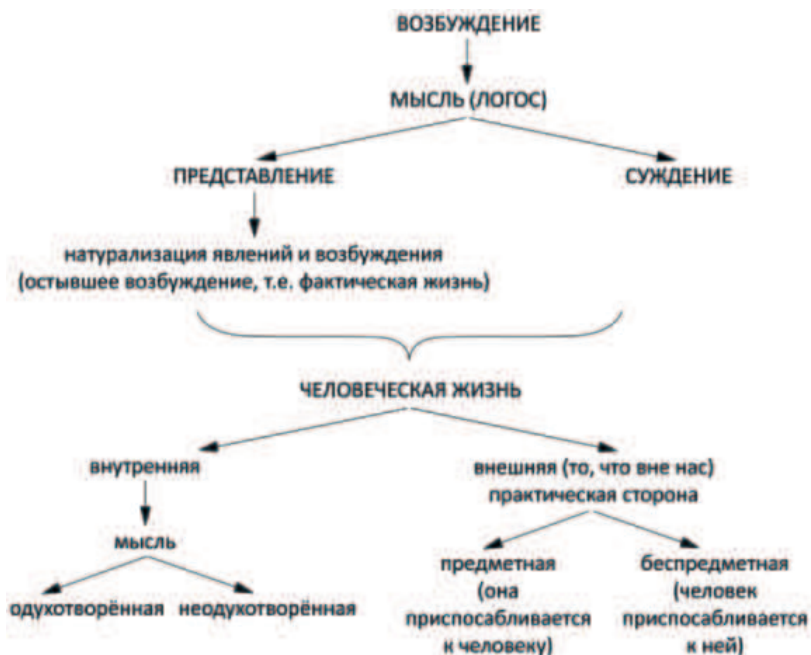 ВОЗБУЖДЕНИЕ
МЫСЛЬ (ЛОГОС)
ПРЕДСТАВЛЕНИЕ
СУЖДЕНИЕ
натурализация явлений и возбуждения
(остывшее возбуждение, т.е. фактическая жизнь)
ЧЕЛОВЕЧЕСКАЯ ЖИЗНЬ
внутренняя
внешняя (то, что вне нас)
практическая сторона
мысль
одухотворённая
неодухотворённая
предметная
(она
приспосабливается
к человеку)
беспредметная
(человек
приспосабливается
к ней)